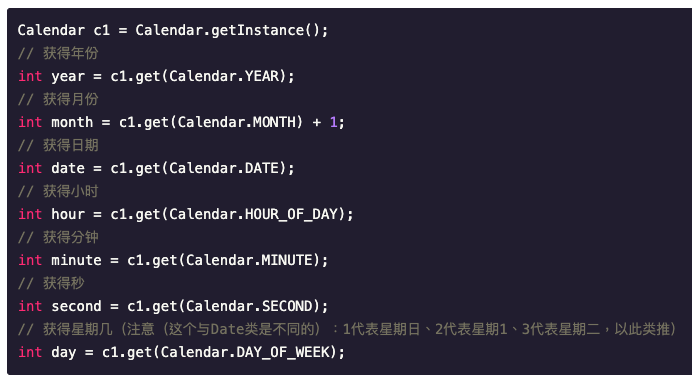 Calendar c1 = Calendar.getInstance();
// 获得年份
int year = c1.get(Calendar.YEAR);
// 获得月份
int month = c1.get(Calendar.MONTH) + 1;
// 获得日期
int date = c1.get(Calendar.DATE);
// 获得小时
int hour = c1.get(Calendar.HOUR_OF_DAY);
// 获得分钟
int minute = c1.get(Calendar.MINUTE);
// 获得秒
int second = c1.get(Calendar.SECOND);
// 获得星期几（注意（这个与Date类是不同的）：1代表星期日、2代表星期1、3代表星期二，以此类推）
int day = c1.get(Calendar.DAY_OF_WEEK);